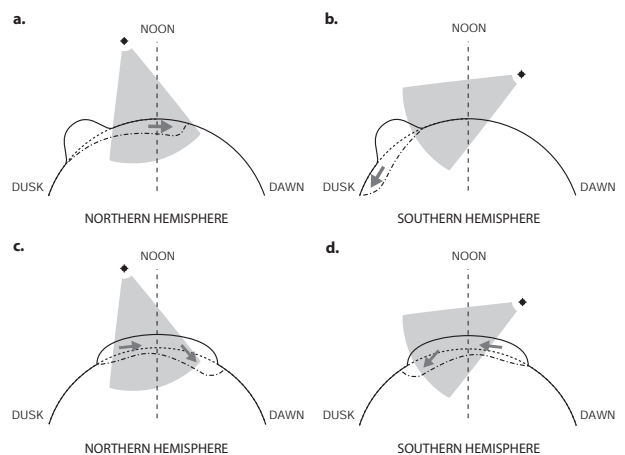 a.
NOON
DUSK
DAWN
NORTHERN HEMISPHERE
b.
NOON
DUSK
DAWN
SOUTHERN HEMISPHERE
c.
NOON
DUSK
DAWN
NORTHERN HEMISPHERE
d.
NOON
DUSK
DAWN
SOUTHERN HEMISPHERE